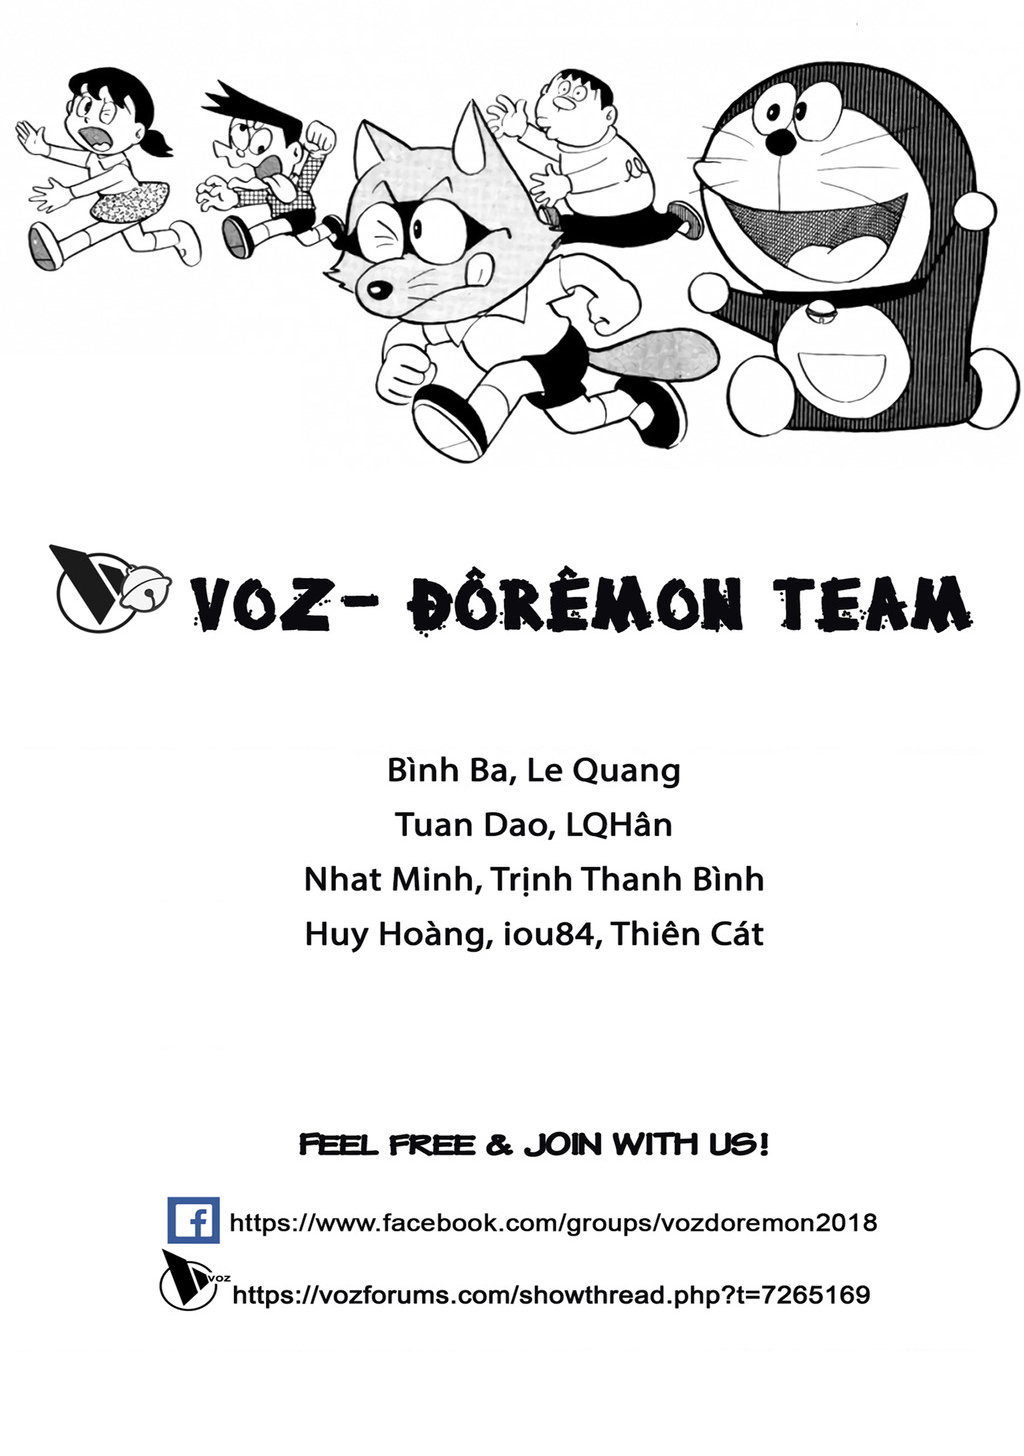 VOZ- ĐÔRÊMON TEAM
Bình Ba, Le Quang
Tuan Dao, LQHân
Nhat Minh, Trịnh Thanh Bình
Huy Hoàng, iou84, Thiên Cát
FEEL FREE & JOIN WITH US!
f https://www.facebook.com/groups/vozdoremon2018
voz https://vozforums.com/showthread.php?t=7265169